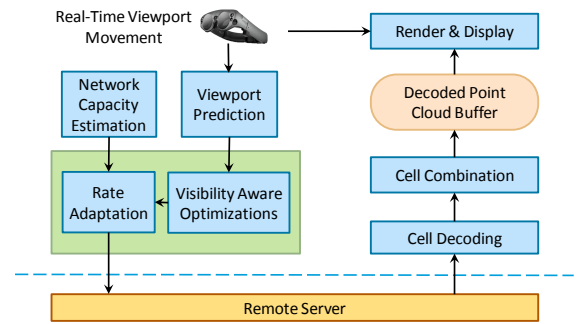 Real-Time Viewport
Movement
Render & Display
Network
Capacity
Estimation
Viewport
Prediction
Decoded Point
Cloud Buffer
Rate
Adaptation
Visibility Aware
Optimizations
Cell Combination
Cell Decoding
Remote Server